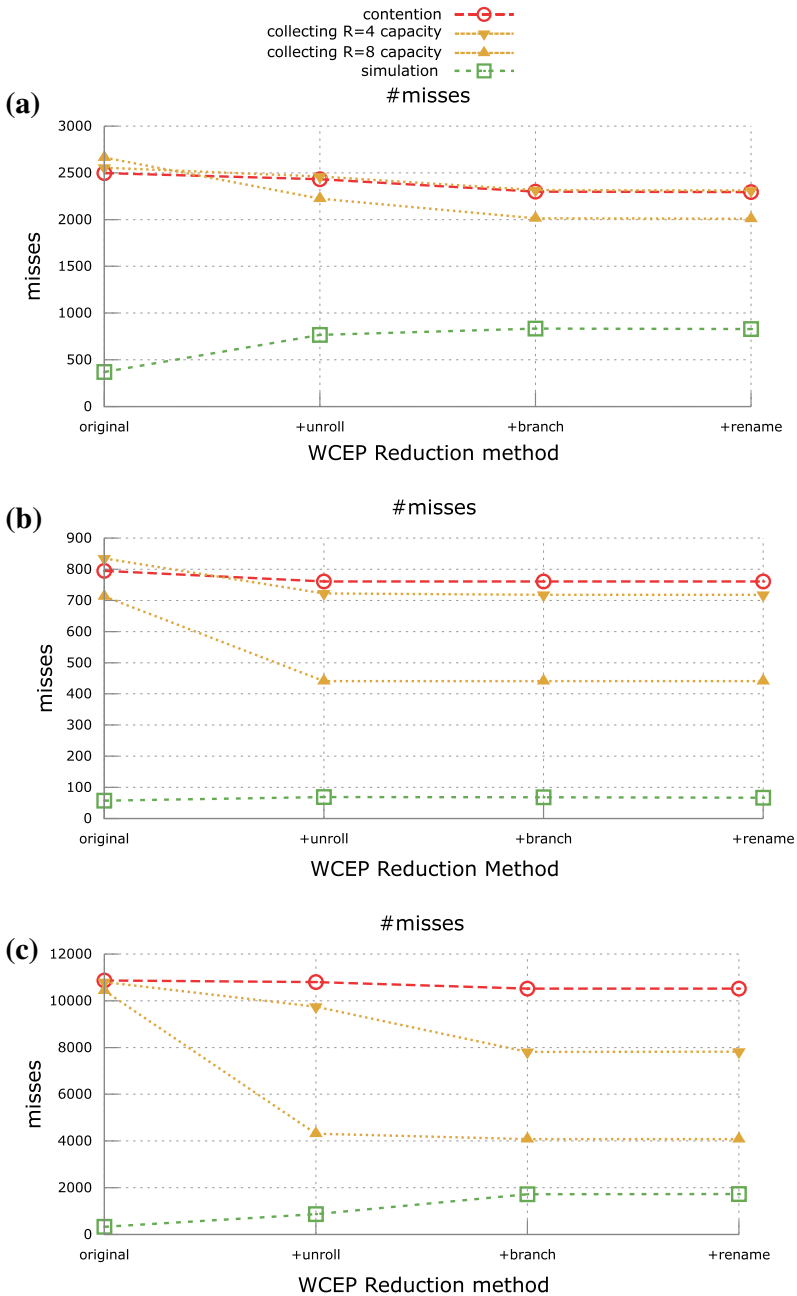 contention
collecting R=4 capacity
collecting R=8 capacity
simulation
(a)
#misses
3000
2500
2000
1500
1000
500
0
misses
original
+unroll
+branch
+rename
WCEP Reduction method
(b)
#misses
900
800
700
600
500
400
300
200
100
0
misses
original
+unroll
+branch
+rename
WCEP Reduction Method
(c)
#misses
12000
10000
8000
6000
4000
2000
0
misses
original
+unroll
+branch
+rename
WCEP Reduction method